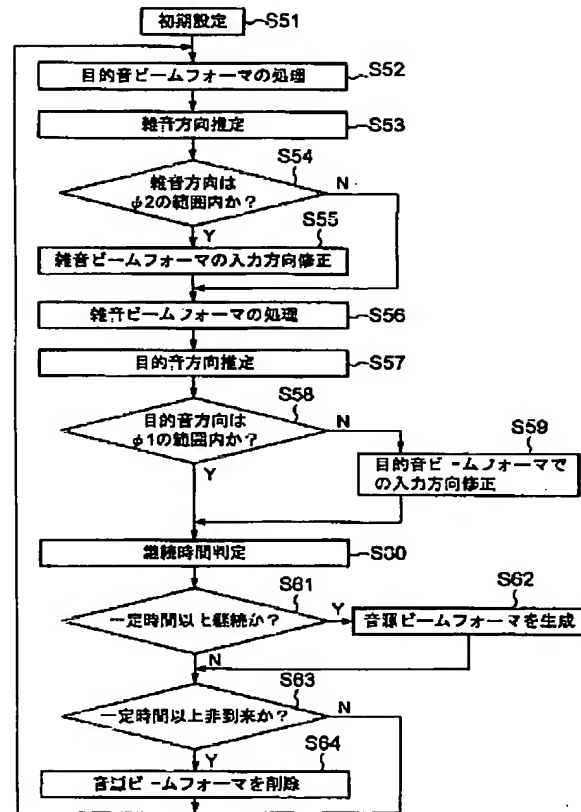 初期設定 S51
目的音ビームフォーマの処理 S52
雑音方向推定 S53
S54
雑音方向は
φ2の範囲内か?
N
Y
S55
雑音ビームフォーマの入力方向修正
雑音ビームフォーマの処理 S56
目的音方向推定 S57
S58
目的音方向は
φ1の範囲内か?
N
Y
S59
目的音ビームフォーマで
の入力方向修正
継続時間判定 S60
S61
一定時間以上継続か?
Y
N
S62
音源ビームフォーマを生成
S63
一定時間以上非到来か?
N
Y
S64
音源ビームフォーマを削除